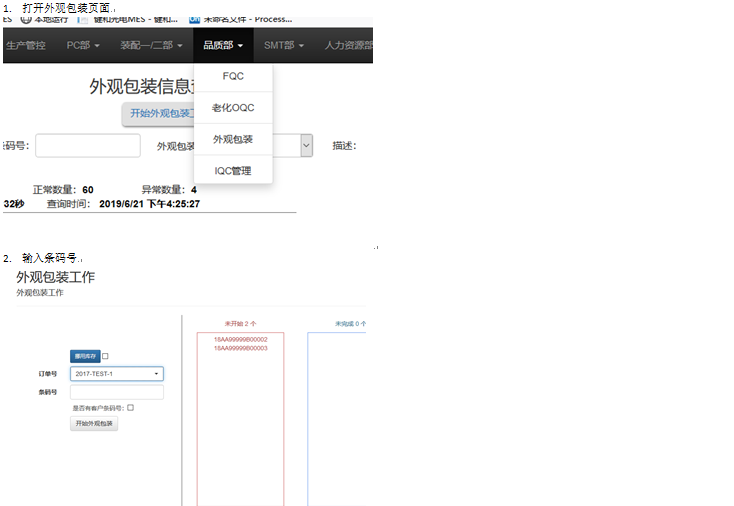 1. 打开外观包装页面。
ES 本地运行 键和光电MES - 键和... 未命名文件 - Process...
生产管控 PC部 装配一/二部 品质部 SMT部 人力资源部
FQC
外观包装信息
老化OQC
开始外观包装工
外观包装
条码号： 外观包装 描述：
IQC管理
正常数量：60 异常数量：4
32秒 查询时间： 2019/6/21 下午4:25:27
2. 输入条码号。
外观包装工作
外观包装工作
未开始 2 个 未完成 0 个
16AA99999B00002
16AA99999B00003
挪用库存
订单号 2017-TEST-1
条码号
是否有客户条码号：
开始外观包装